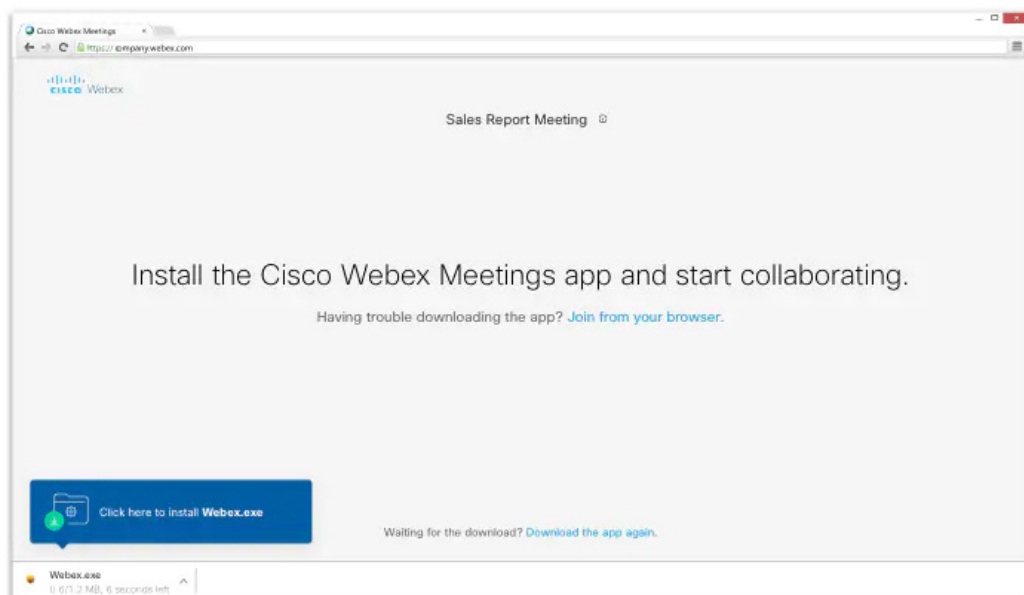 Cisco Webex Meetings
https:// company.webex.com
CISCO Webex
Sales Report Meeting
Install the Cisco Webex Meetings app and start collaborating.
Having trouble downloading the app? Join from your browser.
Click here to install Webex.exe
Waiting for the download? Download the app again.
Webex.exe
0.6/1.2 MB, 6 seconds left